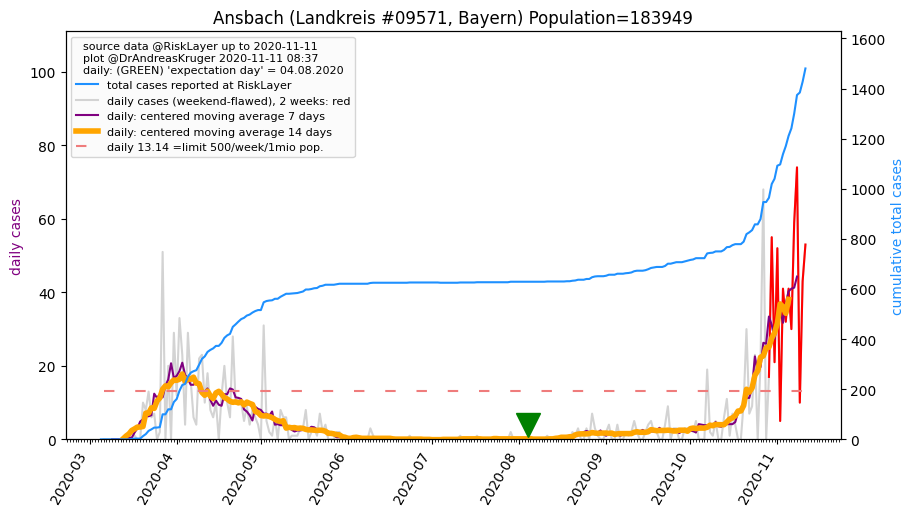 Ansbach (Landkreis #09571, Bayern) Population=183949
source data @RiskLayer up to 2020-11-11
plot @DrAndreasKruger 2020-11-11 08:37
daily: (GREEN) 'expectation day' = 04.08.2020
total cases reported at RiskLayer
daily cases (weekend-flawed), 2 weeks: red
daily: centered moving average 7 days
daily: centered moving average 14 days
daily 13.14 =limit 500/week/1mio pop.
daily cases
100
80
60
40
20
0
cumulative total cases
1600
1400
1200
1000
800
600
400
200
0
2020-03
2020-04
2020-05
2020-06
2020-07
2020-08
2020-09
2020-10
2020-11